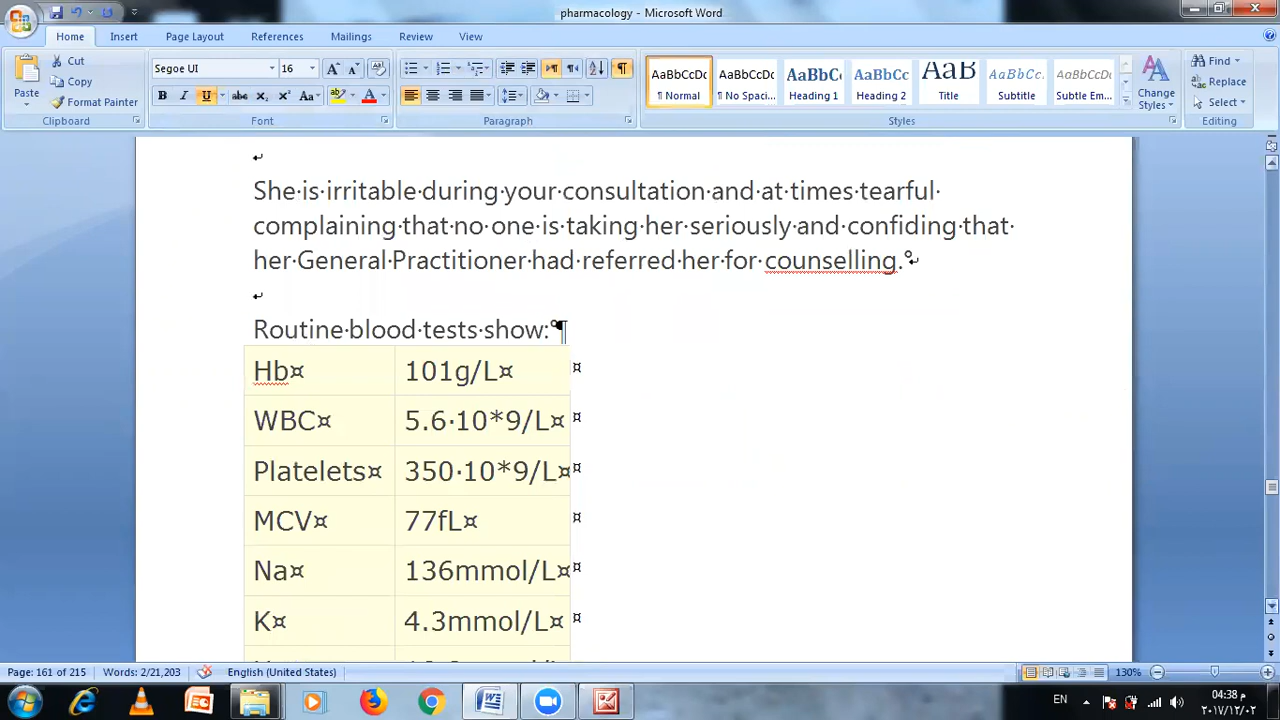 pharmacology - Microsoft Word
Home Insert Page Layout References Mailings Review View
Paste
Cut
Copy
Format Painter
Clipboard
Segoe UI 16
Font
Paragraph
AaBbCcDc AaBbCcDc AaBbC AaBbCc AaB AaBbCcL AaBbCcDc
¶ Normal ¶ No Spaci... Heading 1 Heading 2 Title Subtitle Subtle Em...
Change Styles
Styles
Find
Replace
Select
Editing
She is irritable during your consultation and at times tearful
complaining that no one is taking her seriously and confiding that
her General Practitioner had referred her for counselling.
Routine blood tests show:¶
Hb¤ 101g/L¤
WBC¤ 5.6·10*9/L¤
Platelets¤ 350·10*9/L¤
MCV¤ 77fL¤
Na¤ 136mmol/L¤
K¤ 4.3mmol/L¤
Page: 161 of 215 Words: 2/21,203 English (United States) 130%
EN 04:38 م
٢٠١٧/١٢/٠٢